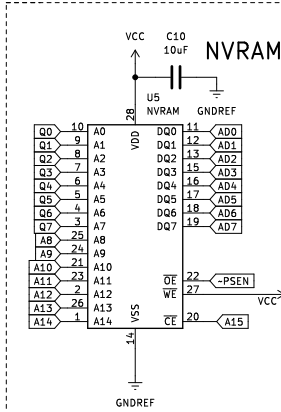 VCC
C10
10uF
NVRAM
28
U5
NVRAM
GNDREF
VDD
Q0 10 A0 DQ0 11 AD0
Q1 9 A1 DQ1 12 AD1
Q2 8 A2 DQ2 13 AD2
Q3 7 A3 DQ3 15 AD3
Q4 6 A4 DQ4 16 AD4
Q5 5 A5 DQ5 17 AD5
Q6 4 A6 DQ6 18 AD6
Q7 3 A7 DQ7 19 AD7
A8 25 A8
A9 24 A9
A10 21 A10
A11 23 A11 OE 22 ~PSEN
A12 2 A12 WE 27
VCC
A13 26 A13
A14 1 A14 CE 20 A15
VSS
14
GNDREF